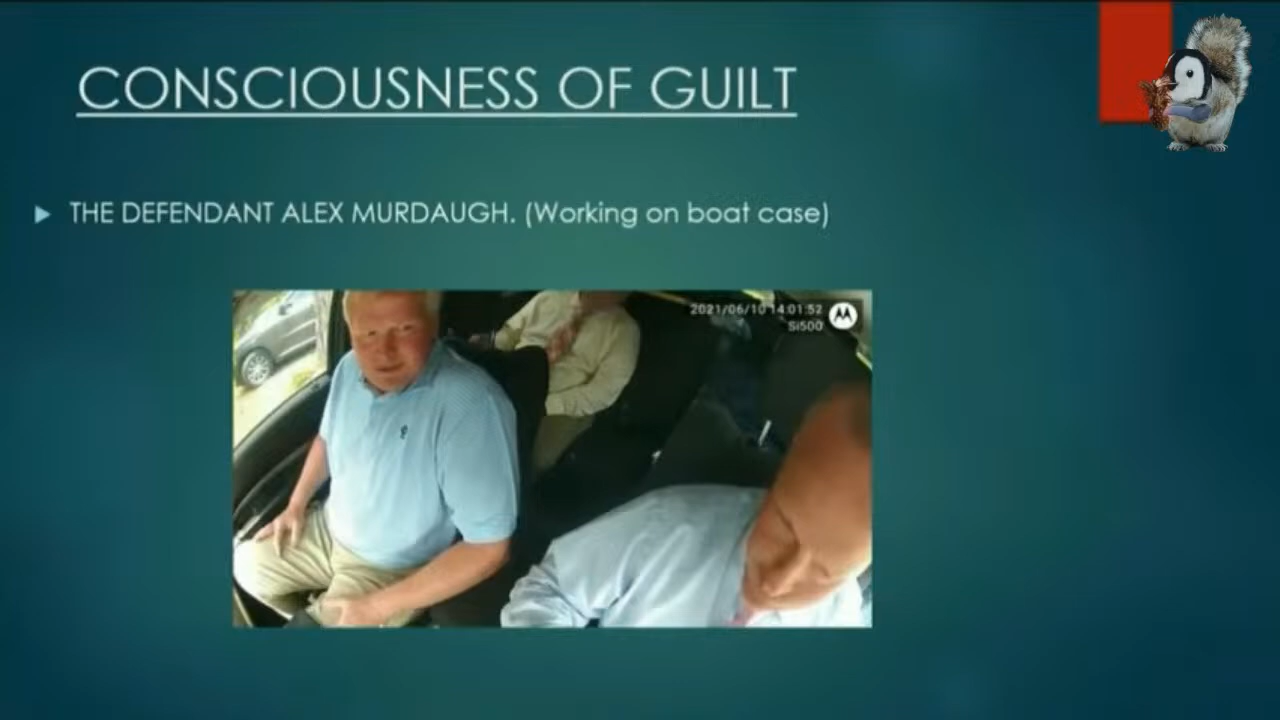 CONSCIOUSNESS OF GUILT
THE DEFENDANT ALEX MURDAUGH. (Working on boat case)
2021/06/10 14:01:52
Si500